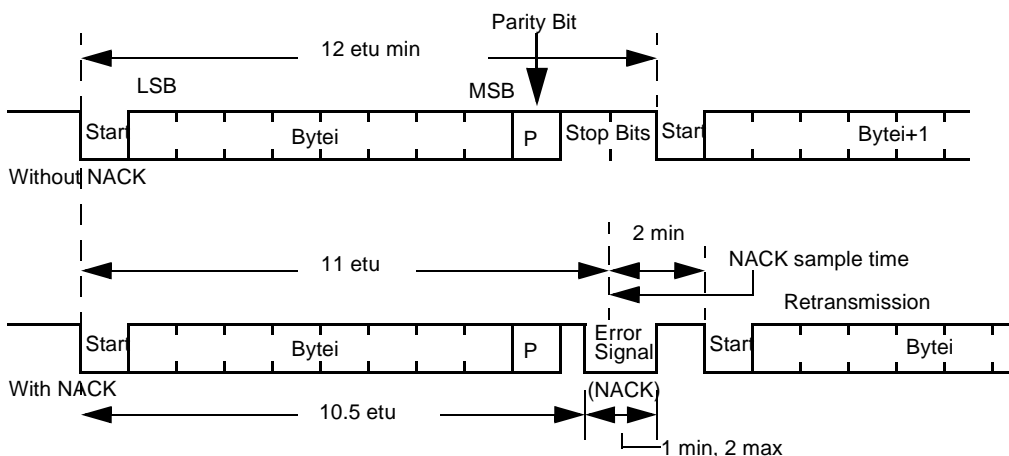 Parity Bit
12 etu min
LSB
MSB
Start
Bytei
P
Stop Bits
Start
Bytei+1
Without NACK
2 min
11 etu
NACK sample time
Retransmission
Start
Bytei
P
Error
Signal
Start
Bytei
With NACK
(NACK)
10.5 etu
1 min, 2 max